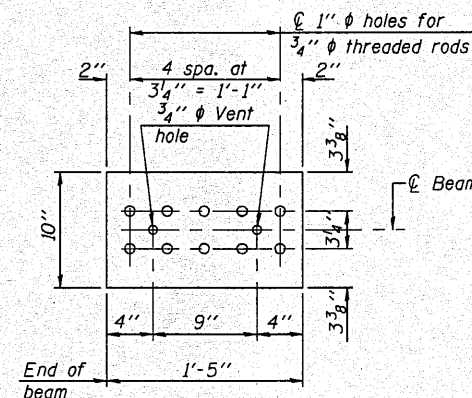 ℄ 1" ϕ holes for
3/4" ϕ threaded rods
2"
4 spa. at
2"
3 1/4" = 1'-1"
3/4" ϕ Vent
hole
3 3/8"
10"
3 1/4"
℄ Beam
3 3/8"
4"
9"
4"
End of
beam
1'-5"